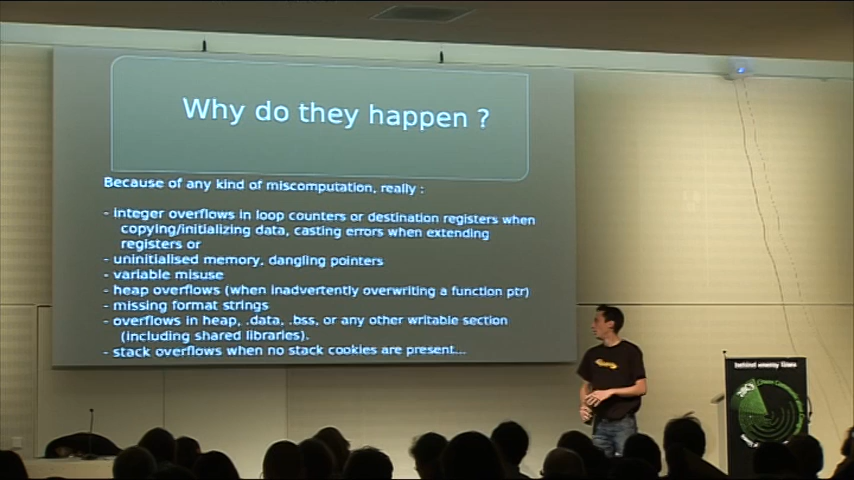 Why do they happen ?
Because of any kind of miscomputation, really :
- integer overflows in loop counters or destination registers when
copying/initializing data, casting errors when extending
registers or
- uninitialised memory, dangling pointers
- variable misuse
- heap overflows (when inadvertently overwriting a function ptr)
- missing format strings
- overflows in heap, .data, .bss, or any other writable section
(including shared libraries).
- stack overflows when no stack cookies are present...
behind enemy lines